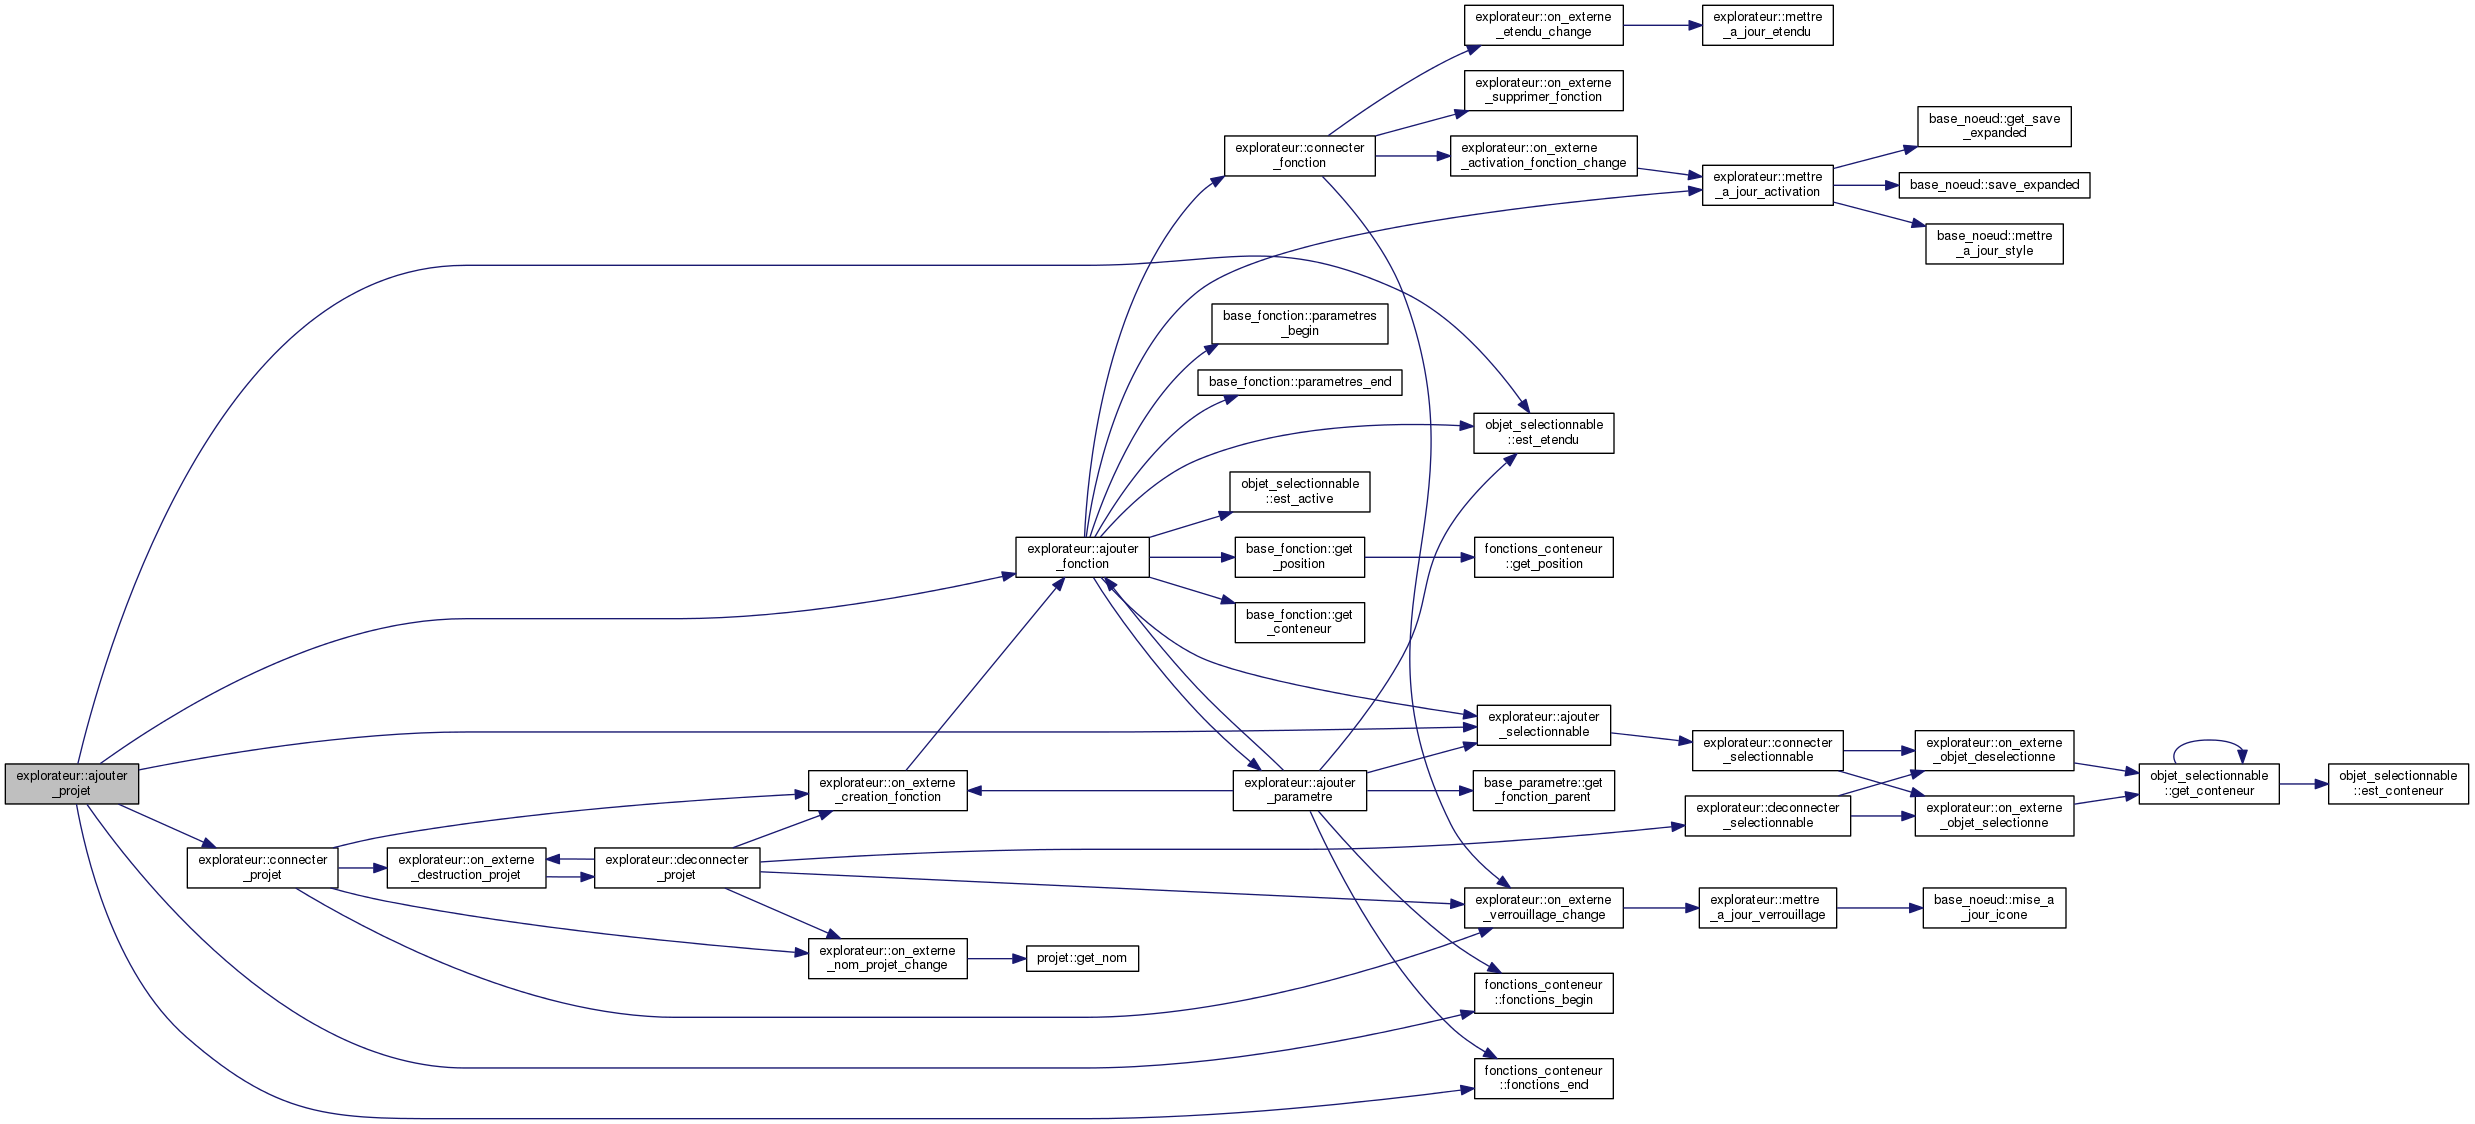 explorateur::on_externe
_etendu_change
explorateur::mettre
_a_jour_etendu
explorateur::on_externe
_supprimer_fonction
base_noeud::get_save
_expanded
explorateur::connecter
_fonction
explorateur::on_externe
_activation_fonction_change
explorateur::mettre
_a_jour_activation
base_noeud::save_expanded
base_noeud::mettre
_a_jour_style
base_fonction::parametres
_begin
base_fonction::parametres_end
objet_selectionnable
::est_etendu
objet_selectionnable
::est_active
explorateur::ajouter
_fonction
base_fonction::get
_position
fonctions_conteneur
::get_position
base_fonction::get
_conteneur
explorateur::ajouter
_selectionnable
explorateur::connecter
_selectionnable
explorateur::on_externe
_objet_deselectionne
explorateur::ajouter
_projet
explorateur::on_externe
_creation_fonction
explorateur::ajouter
_parametre
base_parametre::get
_fonction_parent
objet_selectionnable
::get_conteneur
objet_selectionnable
::est_conteneur
explorateur::deconnecter
_selectionnable
explorateur::on_externe
_objet_selectionne
explorateur::connecter
_projet
explorateur::on_externe
_destruction_projet
explorateur::deconnecter
_projet
explorateur::on_externe
_verrouillage_change
explorateur::mettre
_a_jour_verrouillage
base_noeud::mise_a
_jour_icone
explorateur::on_externe
_nom_projet_change
projet::get_nom
fonctions_conteneur
::fonctions_begin
fonctions_conteneur
::fonctions_end